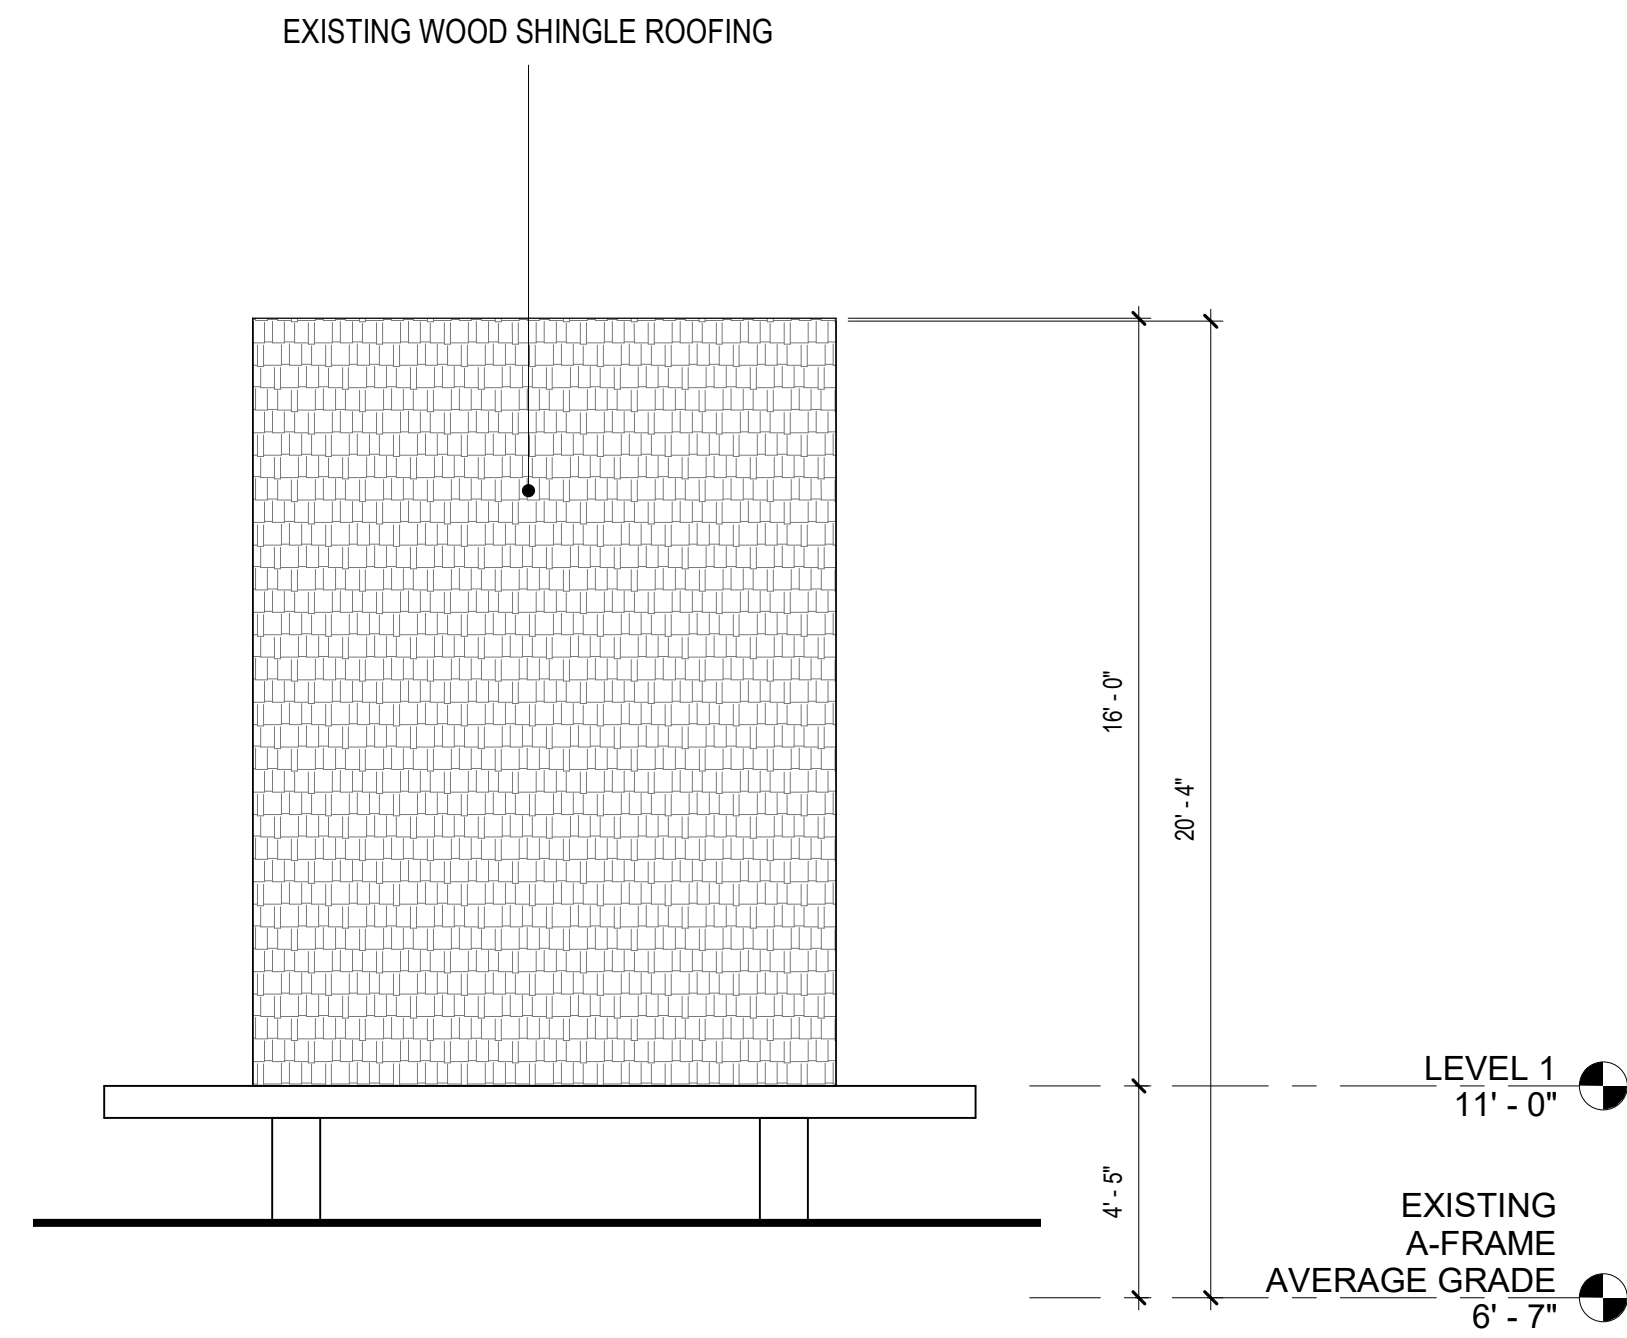 EXISTING WOOD SHINGLE ROOFING
16' - 0"
20' - 4"
LEVEL 1
11' - 0"
4' - 5"
EXISTING
A-FRAME
AVERAGE GRADE
6' - 7"